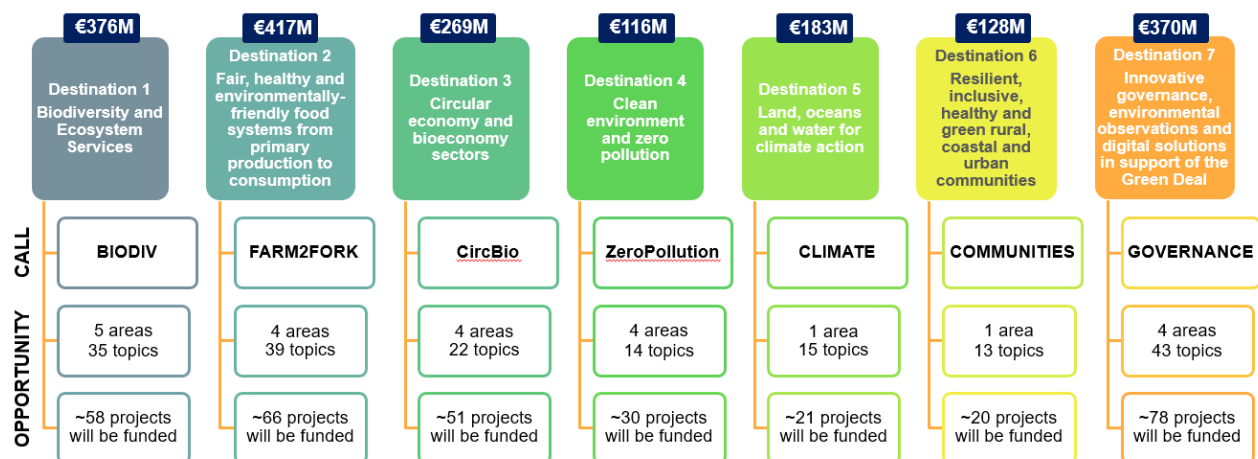 €376M
Destination 1
Biodiversity and
Ecosystem
Services
€417M
Destination 2
Fair, healthy and
environmentally-
friendly food
systems from
primary
production to
consumption
€269M
Destination 3
Circular
economy and
bioeconomy
sectors
€116M
Destination 4
Clean
environment
and zero
pollution
€183M
Destination 5
Land, oceans
and water for
climate action
€128M
Destination 6
Resilient,
inclusive,
healthy and
green rural,
coastal and
urban
communities
€370M
Destination 7
Innovative
governance,
environmental
observations and
digital solutions
in support of the
Green Deal
CALL
BIODIV
FARM2FORK
CircBio
ZeroPollution
CLIMATE
COMMUNITIES
GOVERNANCE
OPPORTUNITY
5 areas
35 topics
4 areas
39 topics
4 areas
22 topics
4 areas
14 topics
1 area
15 topics
1 area
13 topics
4 areas
43 topics
~58 projects
will be funded
~66 projects
will be funded
~51 projects
will be funded
~30 projects
will be funded
~21 projects
will be funded
~20 projects
will be funded
~78 projects
will be funded